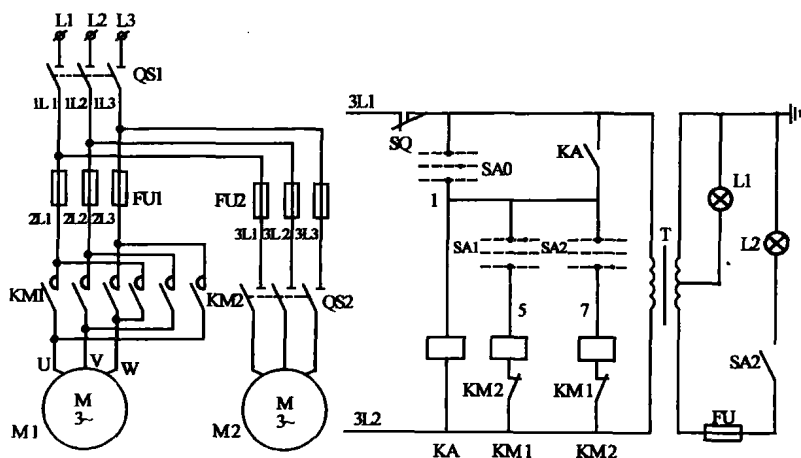 L1 L2 L3
QS1
1L1 1L2 1L3
FU1
2L1 2L2 2L3
FU2
3L1 3L2 3L3
KM1
KM2
QS2
U V W
M
3~
M1
M
3~
M2
3L1
SQ
KA
SA0
1
SA1
SA2
5
7
KM2
KM1
3L2
KA
KM1
KM2
T
L1
L2
SA2
FU